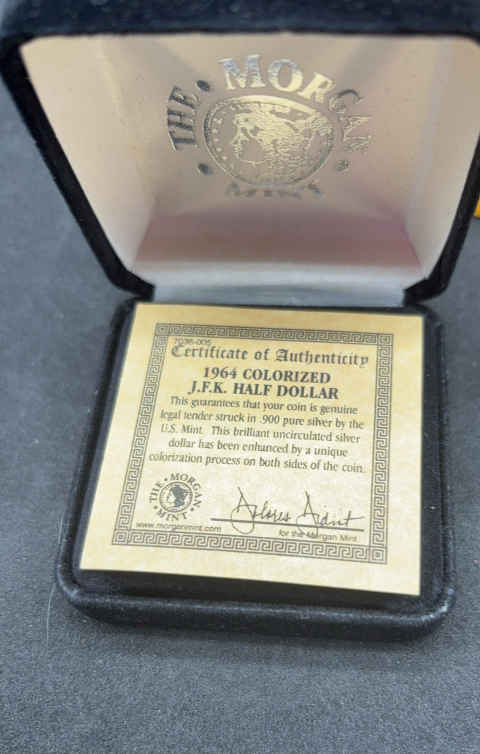 THE MORGAN MINT
7036-005
Certificate of Authenticity
1964 COLORIZED
J.F.K. HALF DOLLAR
This guarantees that your coin is genuine
legal tender struck in .900 pure silver by the
U.S. Mint. This brilliant uncirculated silver
dollar has been enhanced by a unique
colorization process on both sides of the coin.
THE MORGAN MINT
www.morganmint.com
for the Morgan Mint